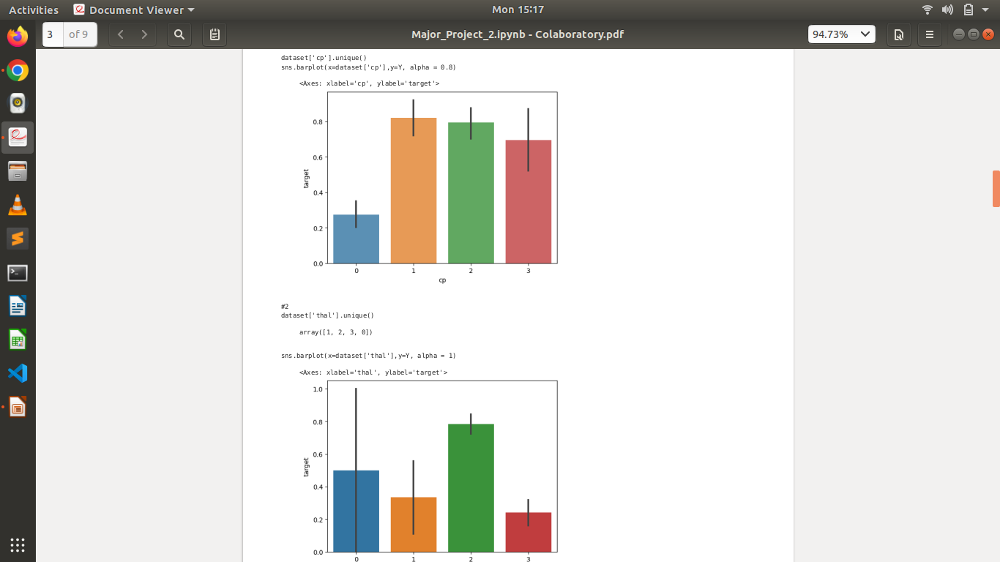 Activities Document Viewer Mon 15:17
3 of 9 Major_Project_2.ipynb - Colaboratory.pdf 94.73%
dataset['cp'].unique()
sns.barplot(x=dataset['cp'],y=Y, alpha = 0.8)
<Axes: xlabel='cp', ylabel='target'>
0.8
0.6
0.4
0.2
0.0
target
0 1 2 3
cp
#2
dataset['thal'].unique()
array([1, 2, 3, 0])
sns.barplot(x=dataset['thal'],y=Y, alpha = 1)
<Axes: xlabel='thal', ylabel='target'>
1.0
0.8
0.6
0.4
0.2
0.0
target
0 1 2 3